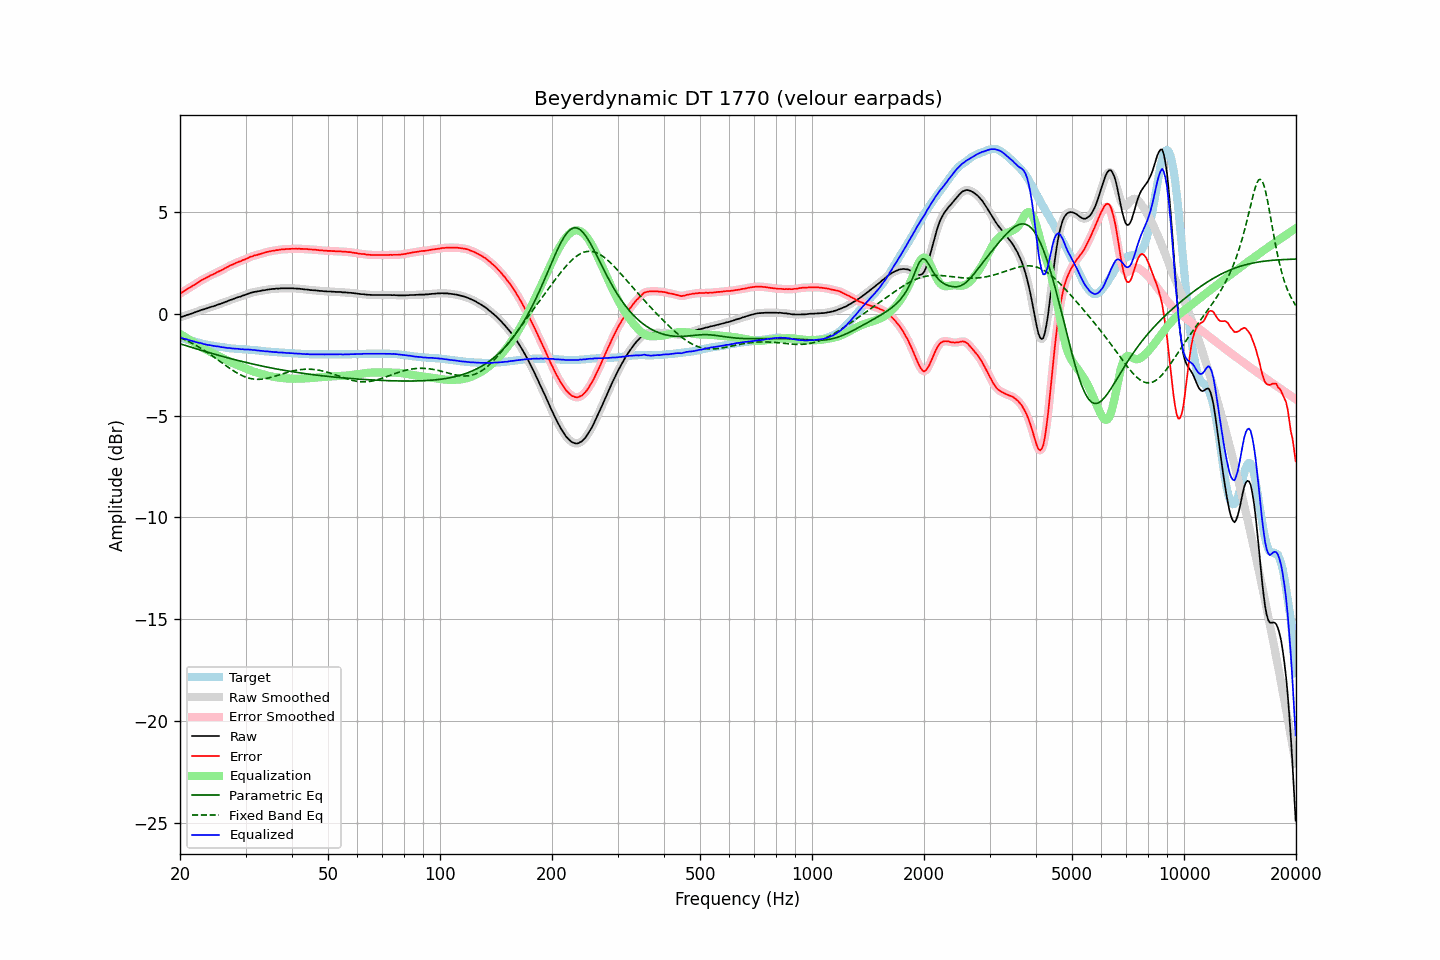 Beyerdynamic DT 1770 (velour earpads)
Amplitude (dBr)
5
0
−5
−10
−15
−20
−25
Target
Raw Smoothed
Error Smoothed
Raw
Error
Equalization
Parametric Eq
Fixed Band Eq
Equalized
20 50 100 200 500 1000 2000 5000 10000 20000
Frequency (Hz)